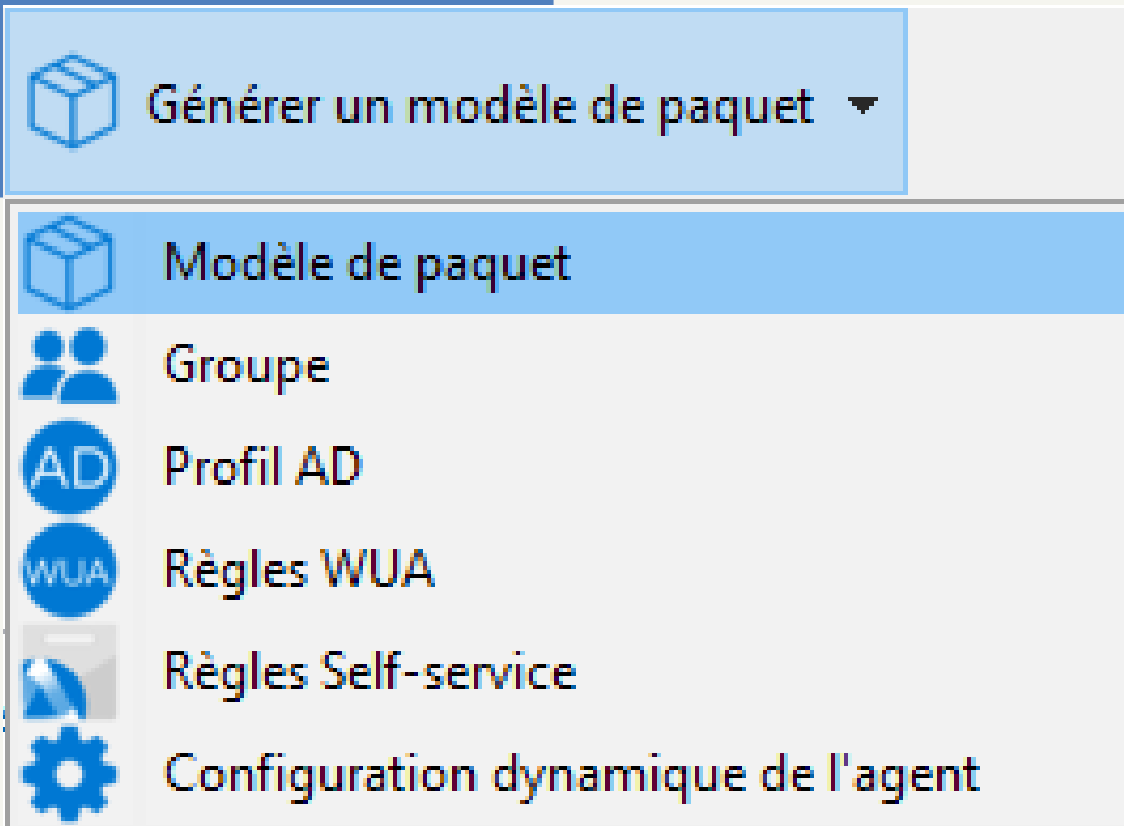 Générer un modèle de paquet
Modèle de paquet
Groupe
AD Profil AD
WUA Règles WUA
Règles Self-service
Configuration dynamique de l'agent